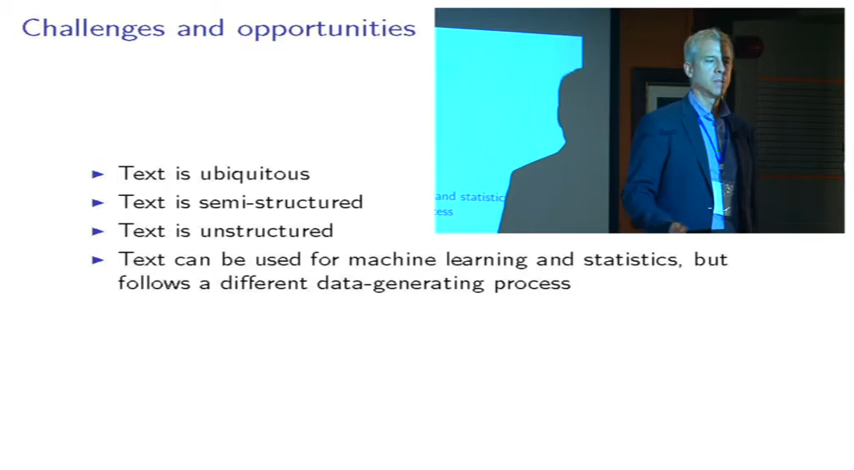 Challenges and opportunities
► Text is ubiquitous
► Text is semi-structured
► Text is unstructured
► Text can be used for machine learning and statistics, but
follows a different data-generating process
and statistic
cess